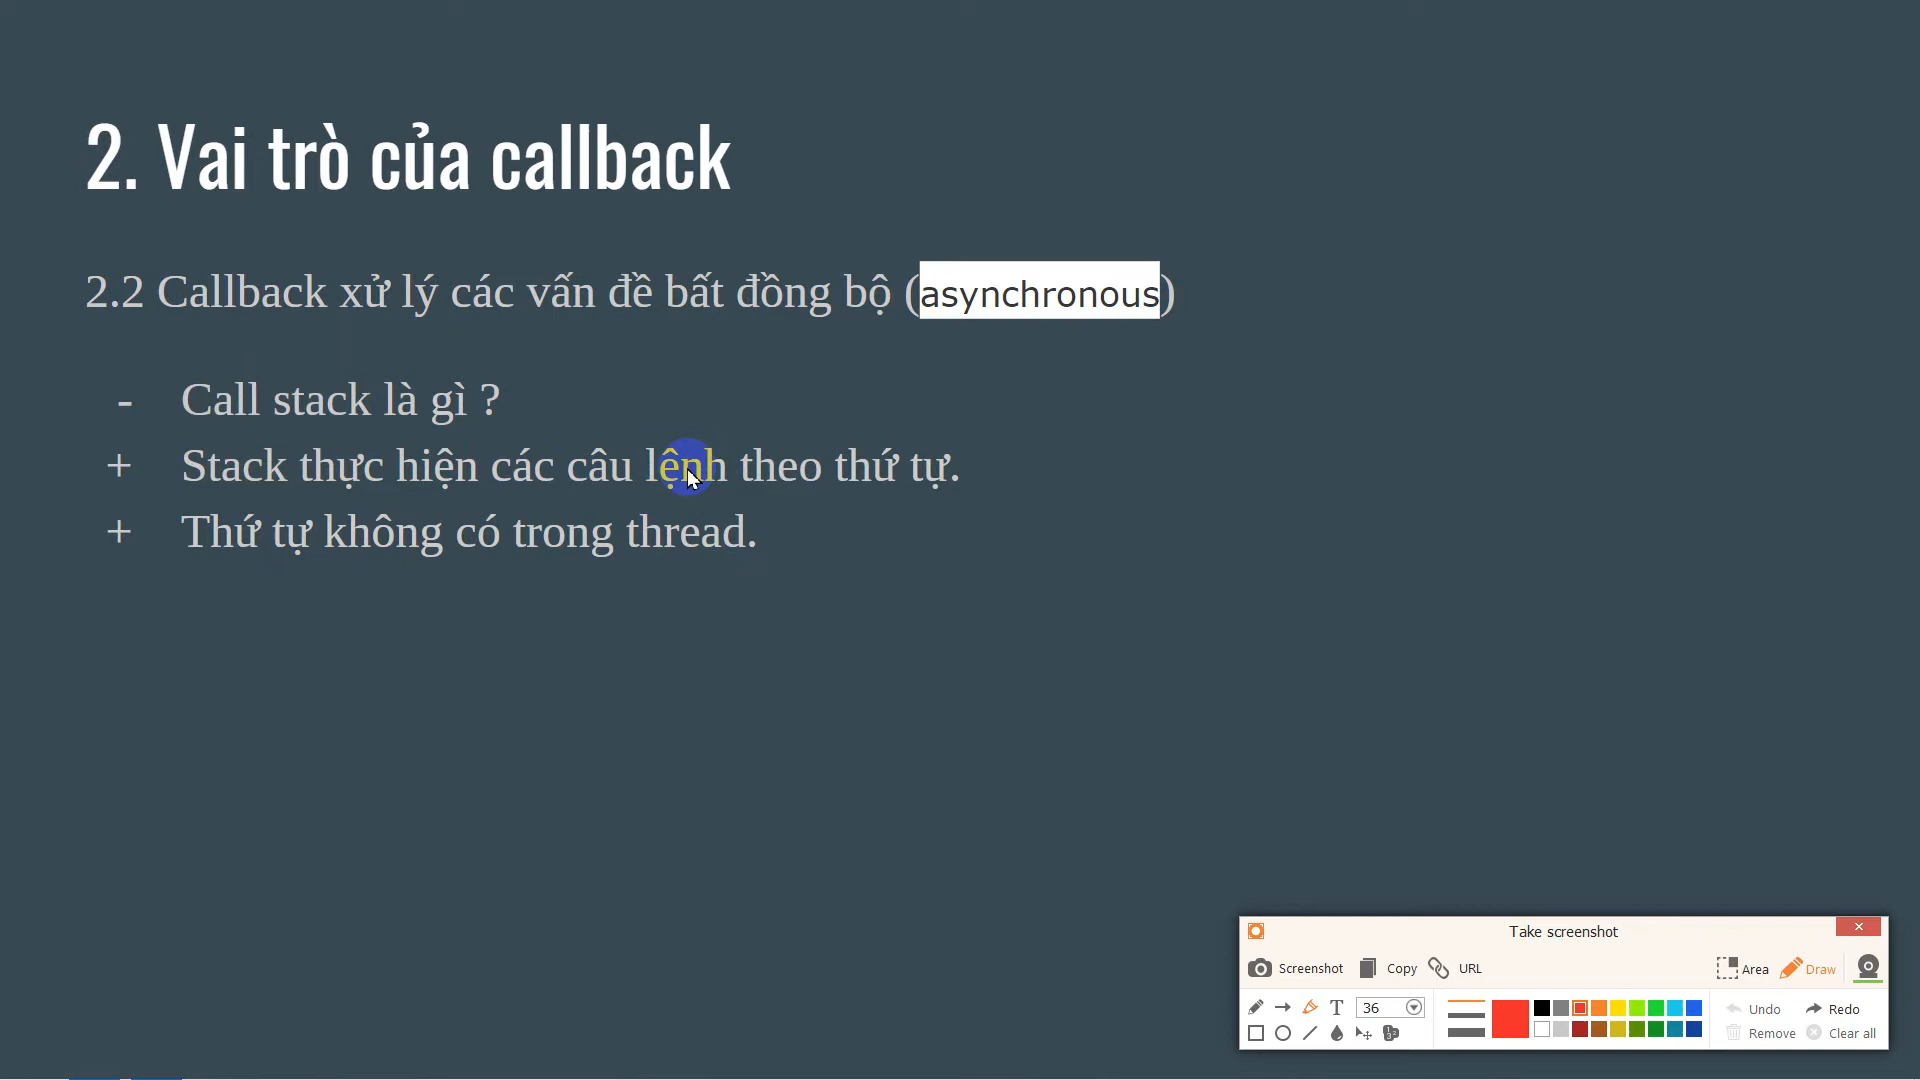 2. Vai trò của callback
2.2 Callback xử lý các vấn đề bất đồng bộ (asynchronous)
- Call stack là gì ?
+ Stack thực hiện các câu lệnh theo thứ tự.
+ Thứ tự không có trong thread.
Take screenshot
Screenshot Copy URL Area Draw
T 36 Undo Redo
Remove Clear all